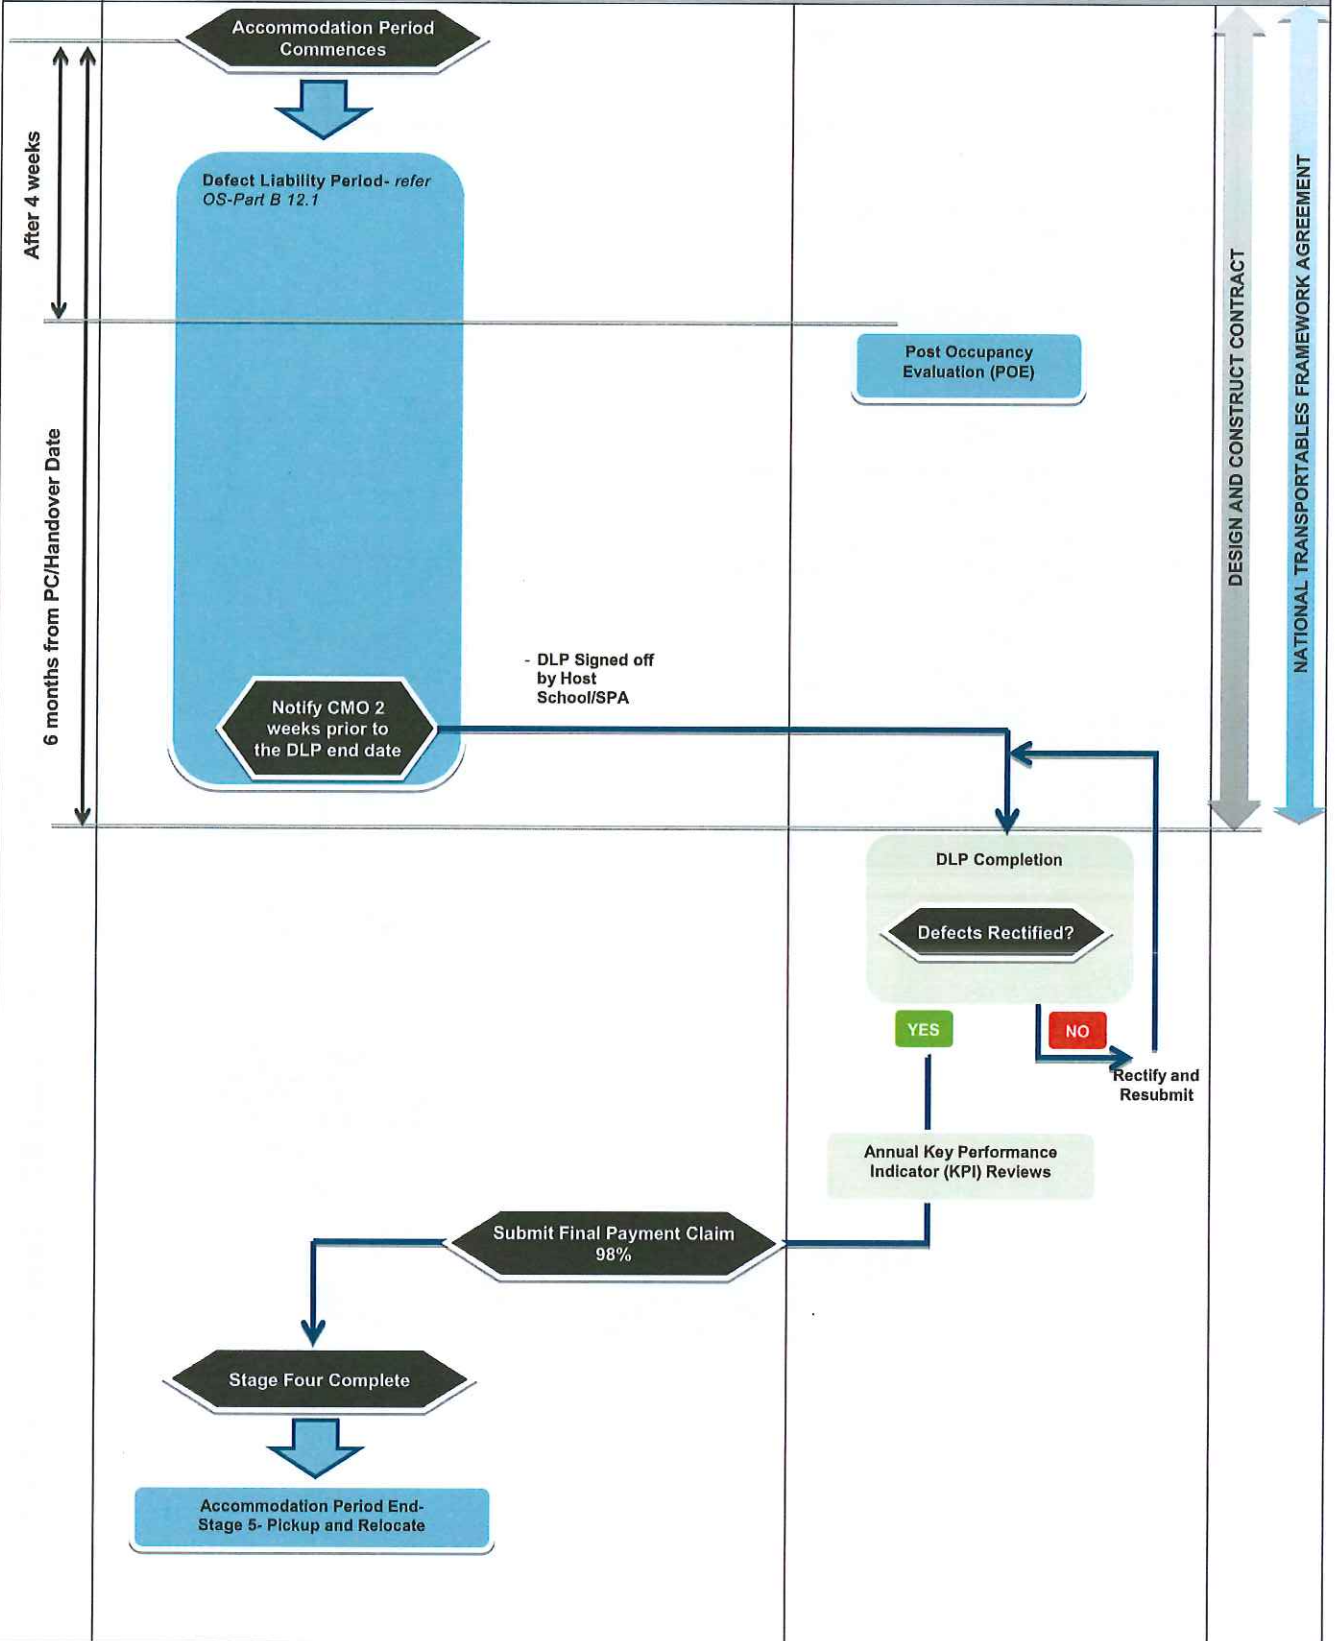 Accommodation Period
Commences
After 4 weeks
Defect Liability Period- refer
OS-Part B 12.1
Post Occupancy
Evaluation (POE)
DESIGN AND CONSTRUCT CONTRACT
NATIONAL TRANSPORTABLES FRAMEWORK AGREEMENT
6 months from PC/Handover Date
- DLP Signed off
by Host
School/SPA
Notify CMO 2
weeks prior to
the DLP end date
DLP Completion
Defects Rectified?
YES
NO
Rectify and
Resubmit
Annual Key Performance
Indicator (KPI) Reviews
Submit Final Payment Claim
98%
Stage Four Complete
Accommodation Period End-
Stage 5- Pickup and Relocate